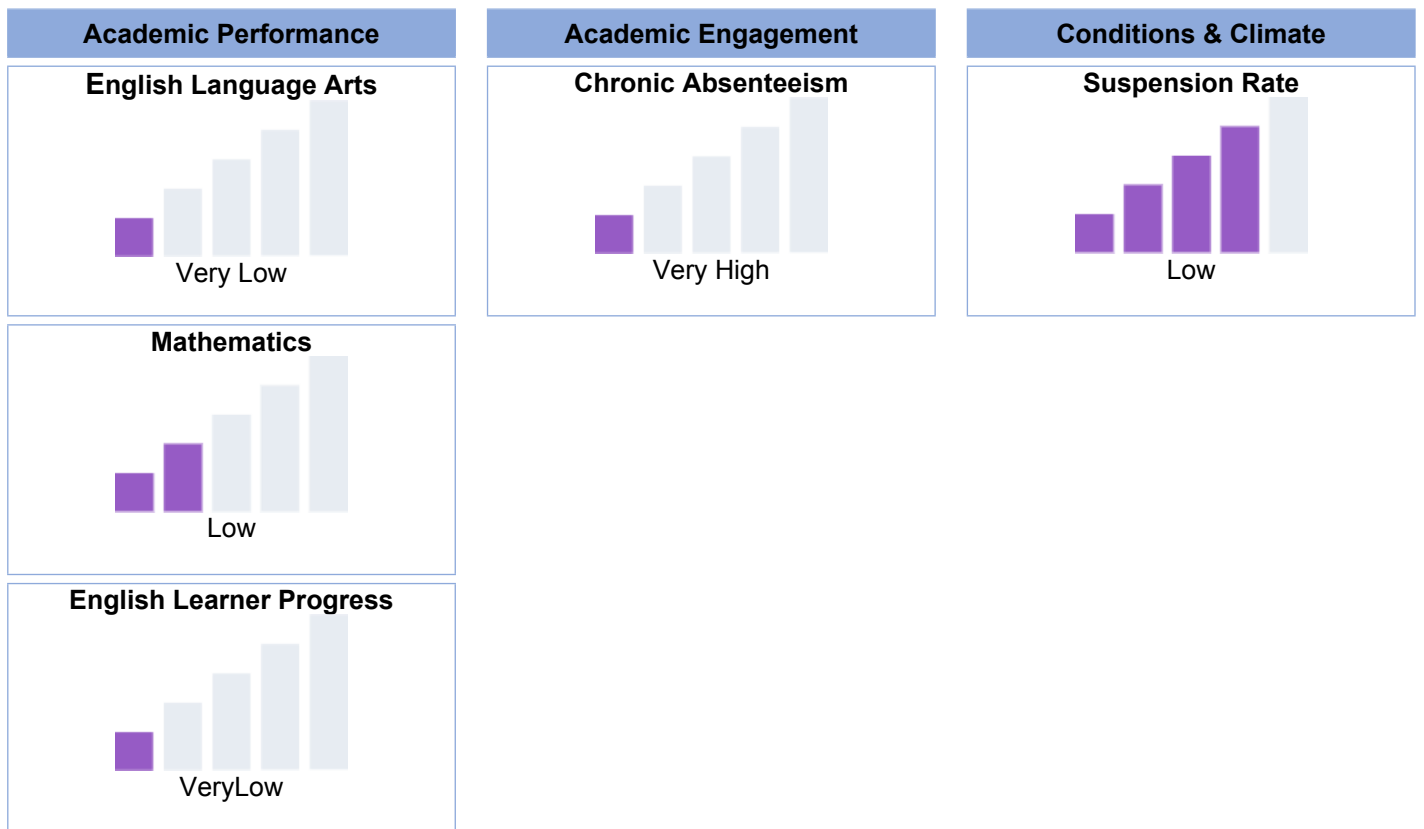 Academic Performance
Academic Engagement
Conditions & Climate
English Language Arts
Very Low
Chronic Absenteeism
Very High
Suspension Rate
Low
Mathematics
Low
English Learner Progress
VeryLow